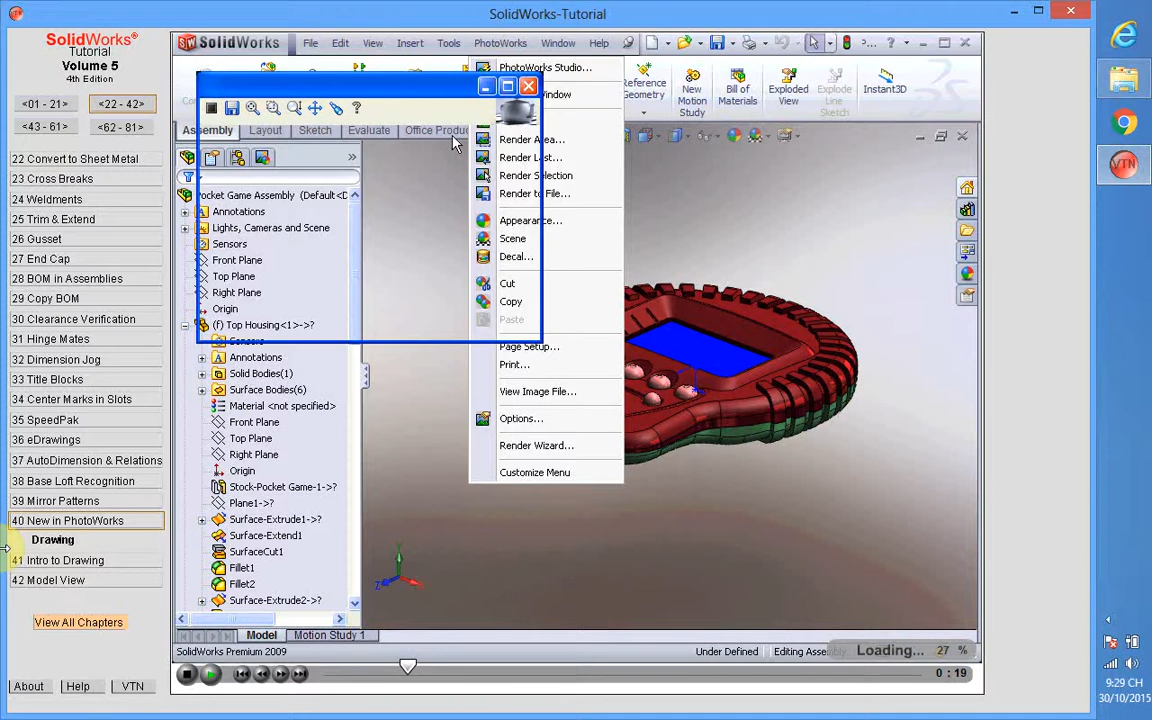 SolidWorks-Tutorial
SolidWorks®
Tutorial
Volume 5
4th Edition
<01 - 21>
<22 - 42>
<43 - 61>
<62 - 81>
22 Convert to Sheet Metal
23 Cross Breaks
24 Weldments
25 Trim & Extend
26 Gusset
27 End Cap
28 BOM in Assemblies
29 Copy BOM
30 Clearance Verification
31 Hinge Mates
32 Dimension Jog
33 Title Blocks
34 Center Marks in Slots
35 SpeedPak
36 eDrawings
37 AutoDimension & Relations
38 Base Loft Recognition
39 Mirror Patterns
40 New in PhotoWorks
Drawing
41 Intro to Drawing
42 Model View
View All Chapters
About
Help
VTN
SolidWorks
File
Edit
View
Insert
Tools
PhotoWorks
Window
Help
Reference
Geometry
New
Motion
Study
Bill of
Materials
Exploded
View
Explode
Line
Sketch
Instant3D
Assembly
Layout
Sketch
Evaluate
Office Produc
PhotoWorks Studio...
indow
Render Area...
Render Last...
Render Selection
Render to File...
Appearance...
Scene
Decal...
Cut
Copy
Paste
Page Setup...
Print...
View Image File...
Options...
Render Wizard...
Customize Menu
Pocket Game Assembly (Default<D
Annotations
Lights, Cameras and Scene
Sensors
Front Plane
Top Plane
Right Plane
Origin
(f) Top Housing<1>->?
Sensors
Annotations
Solid Bodies(1)
Surface Bodies(6)
Material <not specified>
Front Plane
Top Plane
Right Plane
Origin
Stock-Pocket Game-1->?
Plane1->?
Surface-Extrude1->?
Surface-Extend1
SurfaceCut1
Fillet1
Fillet2
Surface-Extrude2->?
Model
Motion Study 1
SolidWorks Premium 2009
Under Defined
Editing Assem
Loading... 27 %
0 : 19
VTN
9:29 CH
30/10/2015